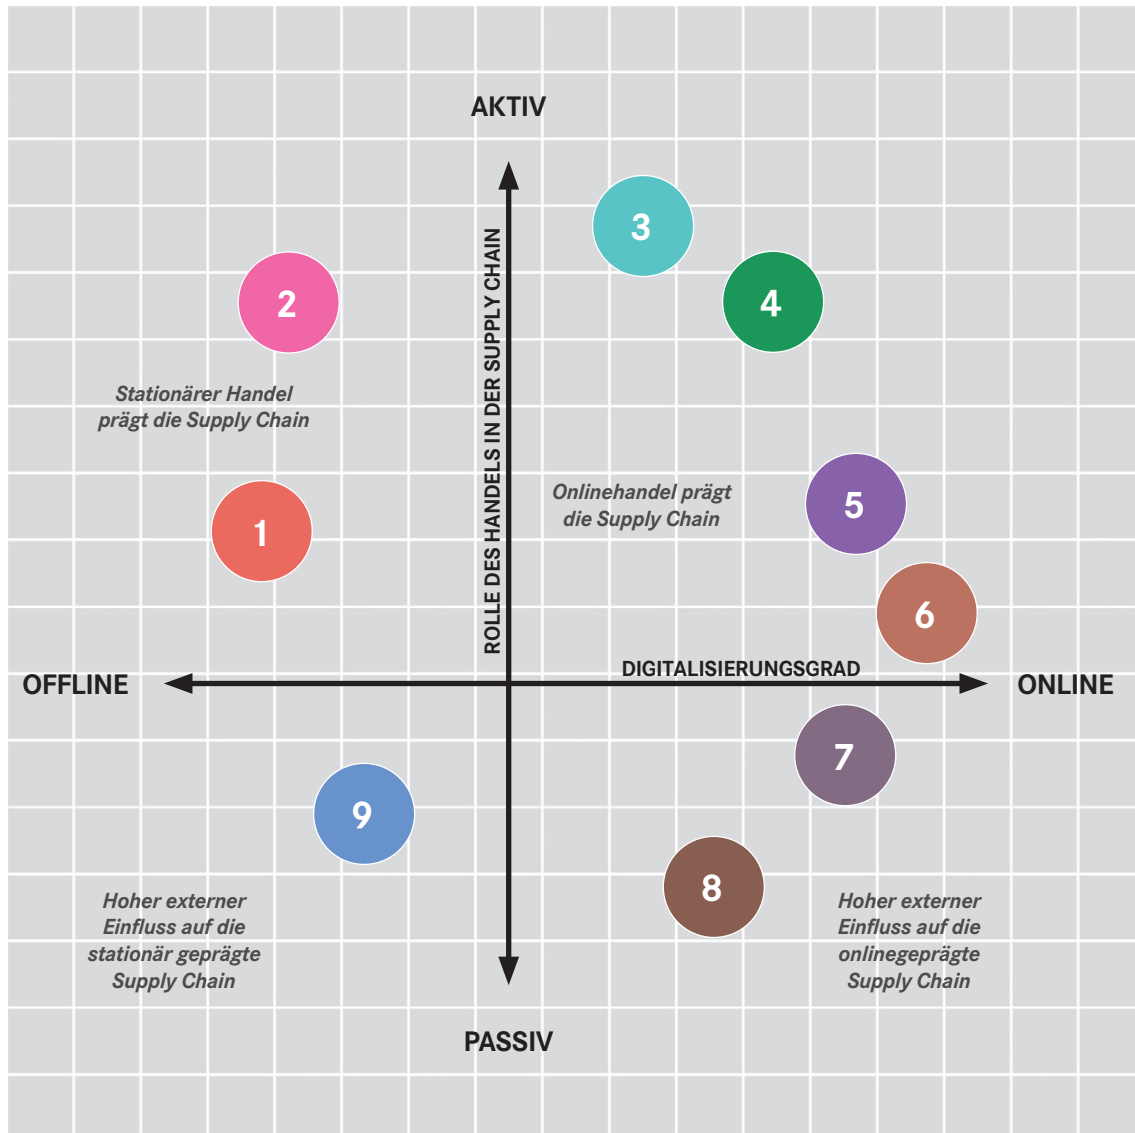 AKTIV
3
2
4
ROLLE DES HANDELS IN DER SUPPLY CHAIN
Stationärer Handel
prägt die Supply Chain
Onlinehandel prägt
die Supply Chain
5
1
6
DIGITALISIERUNGSGRAD
OFFLINE
ONLINE
7
9
8
Hoher externer
Einfluss auf die
stationär geprägte
Supply Chain
Hoher externer
Einfluss auf die
onlinegeprägte
Supply Chain
PASSIV